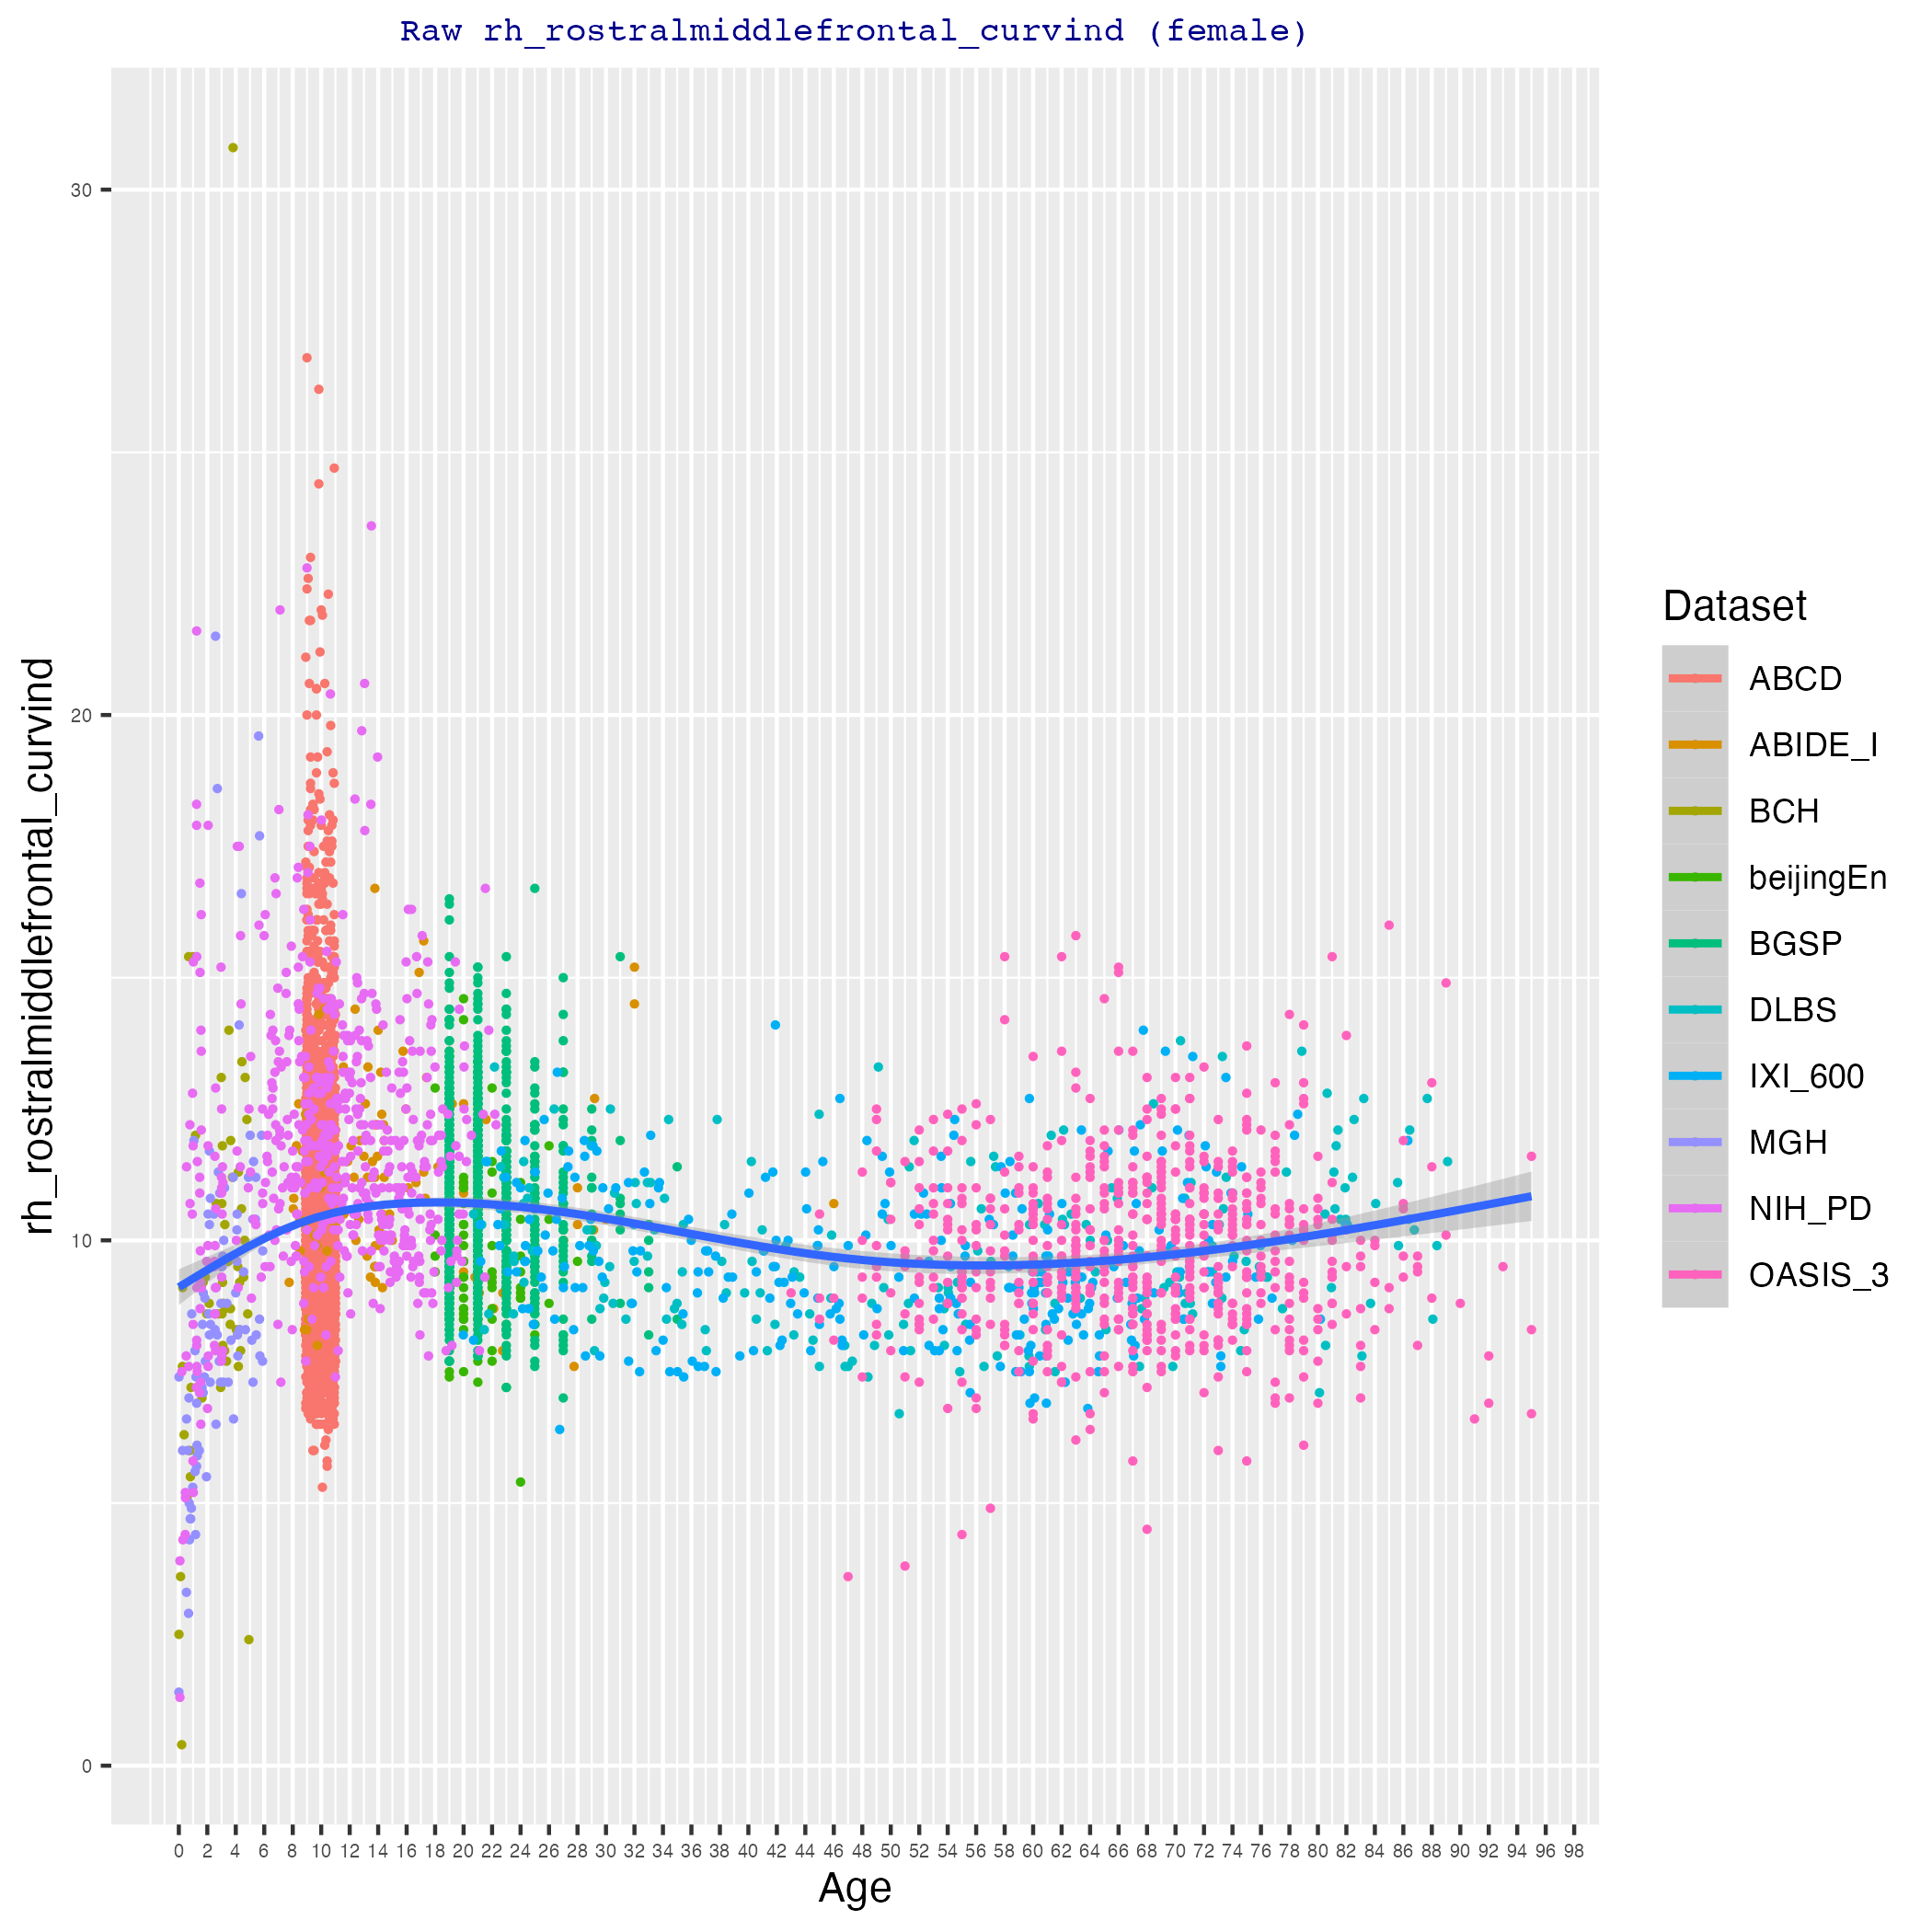 Raw rh_rostralmiddlefrontal_curvind (female)
rh_rostralmiddlefrontal_curvind
30
20
10
0
0 2 4 6 8 10 12 14 16 18 20 22 24 26 28 30 32 34 36 38 40 42 44 46 48 50 52 54 56 58 60 62 64 66 68 70 72 74 76 78 80 82 84 86 88 90 92 94 96 98
Age
Dataset
ABCD
ABIDE_I
BCH
beijingEn
BGSP
DLBS
IXI_600
MGH
NIH_PD
OASIS_3